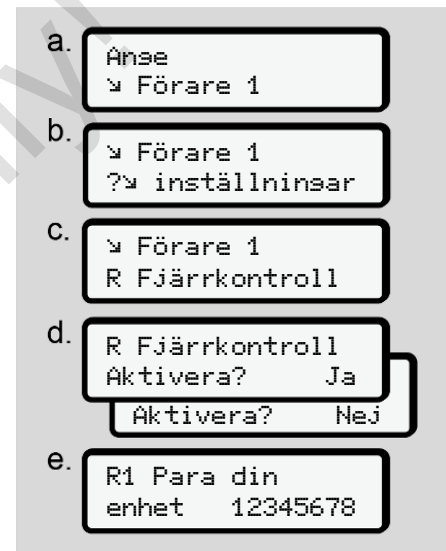 a.
Ange
↘ Förare 1
b.
↘ Förare 1
?↘ inställningar
c.
↘ Förare 1
R Fjärrkontroll
d.
R Fjärrkontroll
Aktivera? Ja
Aktivera? Nej
e.
R1 Para din
enhet 12345678